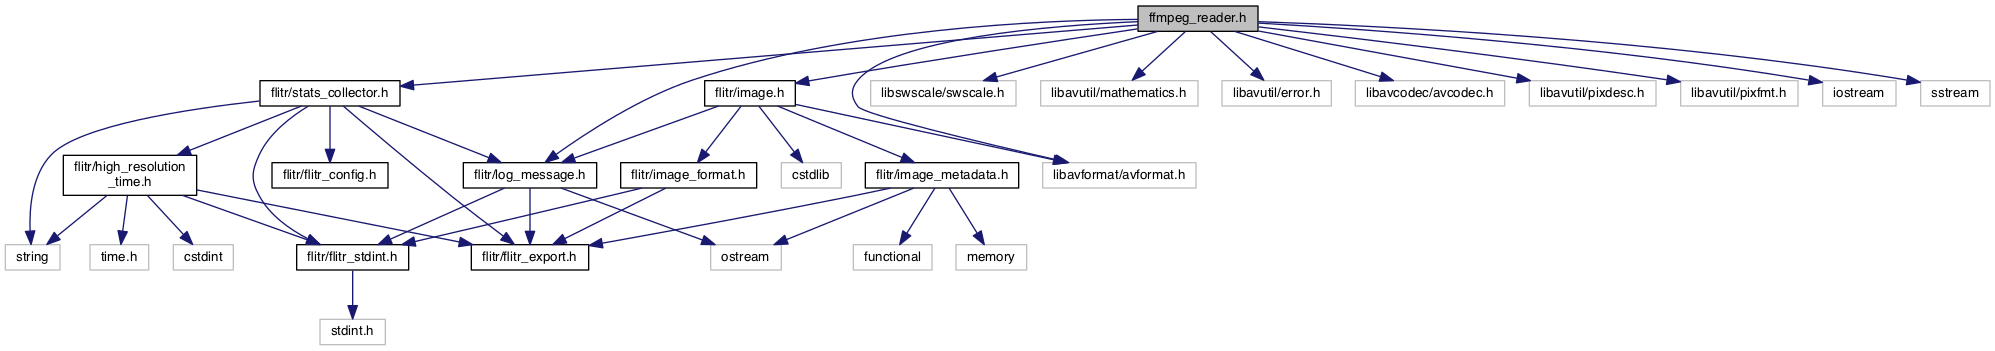 ffmpeg_reader.h
flitr/stats_collector.h
flitr/image.h
libswscale/swscale.h
libavutil/mathematics.h
libavutil/error.h
libavcodec/avcodec.h
libavutil/pixdesc.h
libavutil/pixfmt.h
iostream
sstream
flitr/high_resolution
_time.h
flitr/flitr_config.h
flitr/log_message.h
flitr/image_format.h
cstdlib
flitr/image_metadata.h
libavformat/avformat.h
string
time.h
cstdint
flitr/flitr_stdint.h
flitr/flitr_export.h
ostream
functional
memory
stdint.h